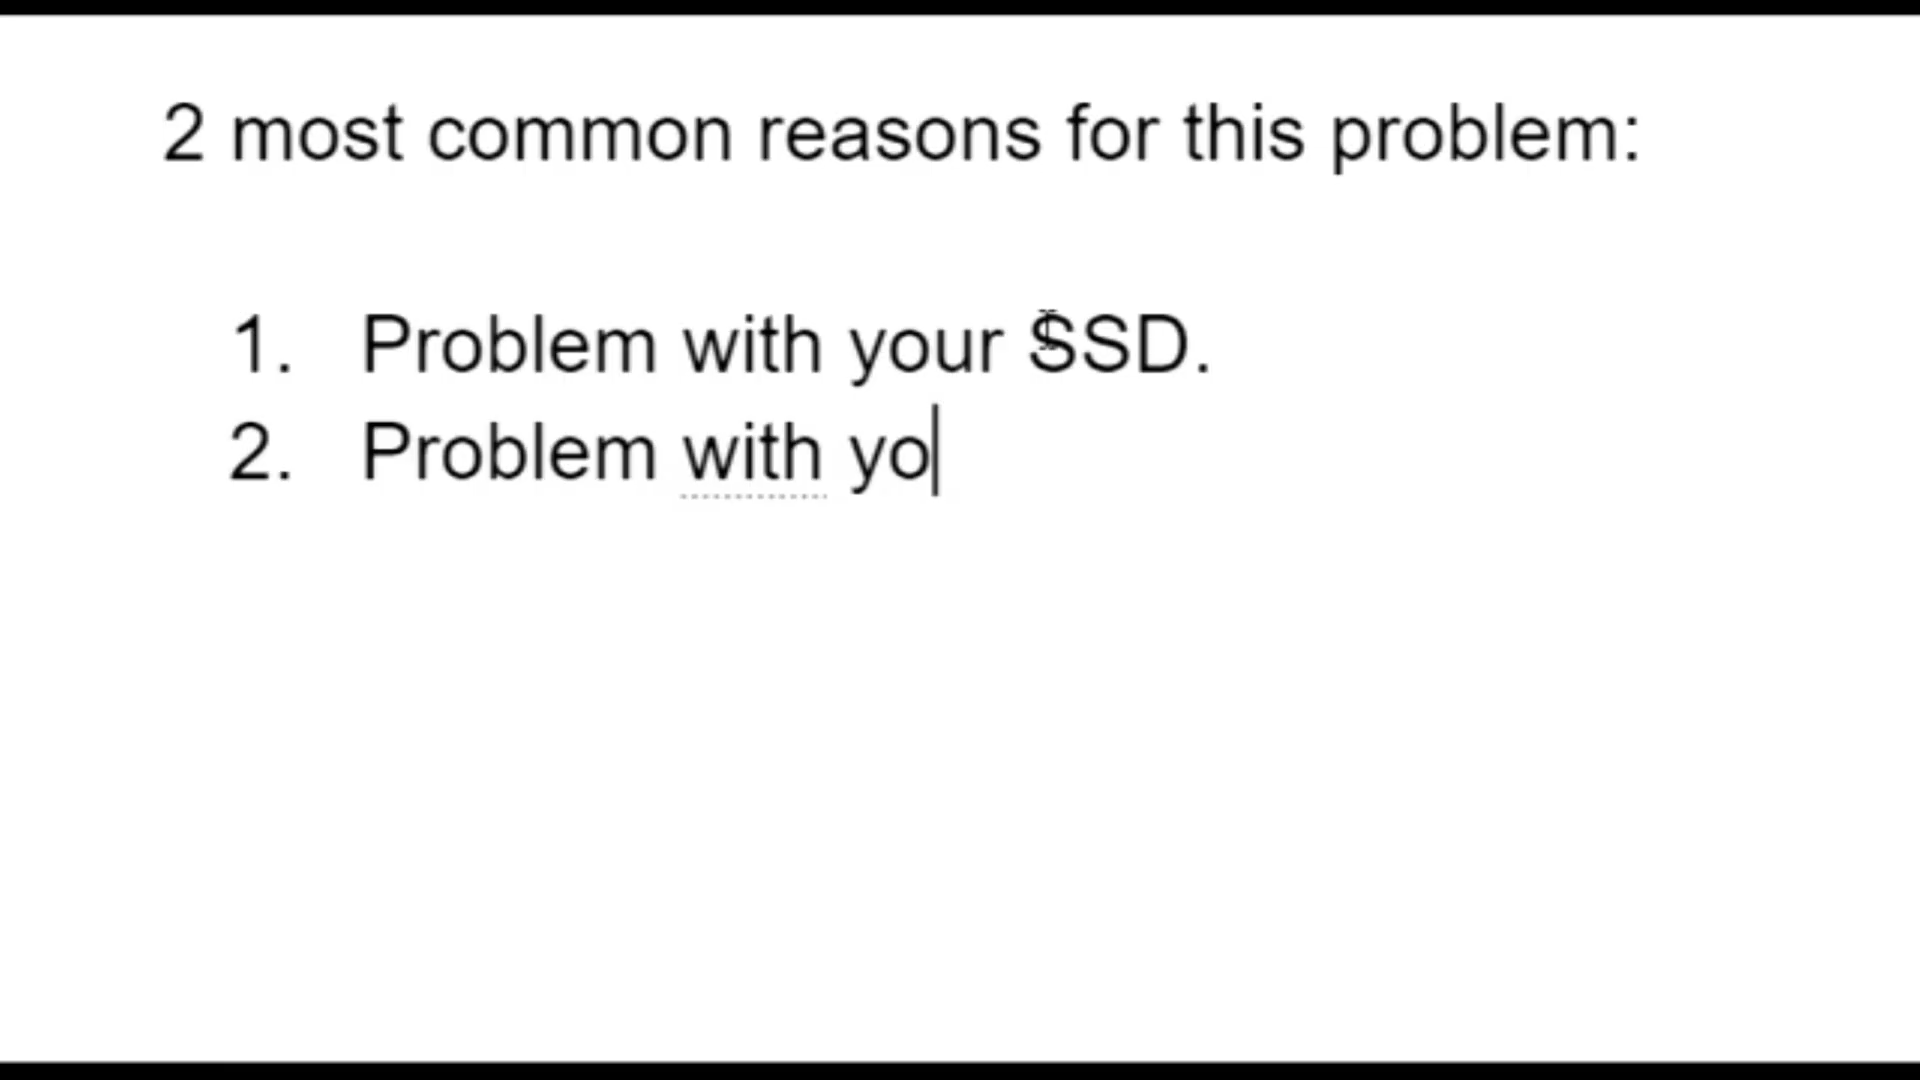 2 most common reasons for this problem:
1. Problem with your SSD.
2. Problem with yo